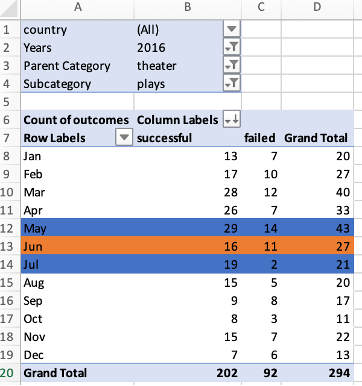 A B C D
1 country (All)
2 Years 2016
3 Parent Category theater
4 Subcategory plays
5
6 Count of outcomes Column Labels
7 Row Labels successful failed Grand Total
8 Jan 13 7 20
9 Feb 17 10 27
10 Mar 28 12 40
11 Apr 26 7 33
12 May 29 14 43
13 Jun 16 11 27
14 Jul 19 2 21
15 Aug 15 5 20
16 Sep 9 8 17
17 Oct 8 3 11
18 Nov 15 7 22
19 Dec 7 6 13
20 Grand Total 202 92 294